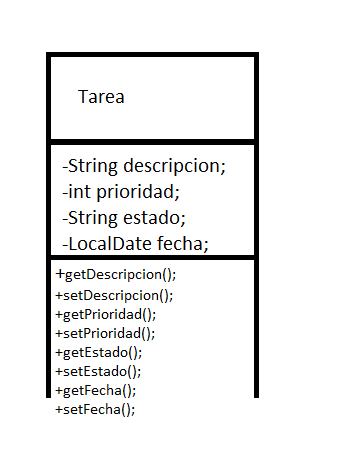 Tarea
-String descripcion;
-int prioridad;
-String estado;
-LocalDate fecha;
+getDescripcion();
+setDescripcion();
+getPrioridad();
+setPrioridad();
+getEstado();
+setEstado();
+getFecha();
+setFecha();